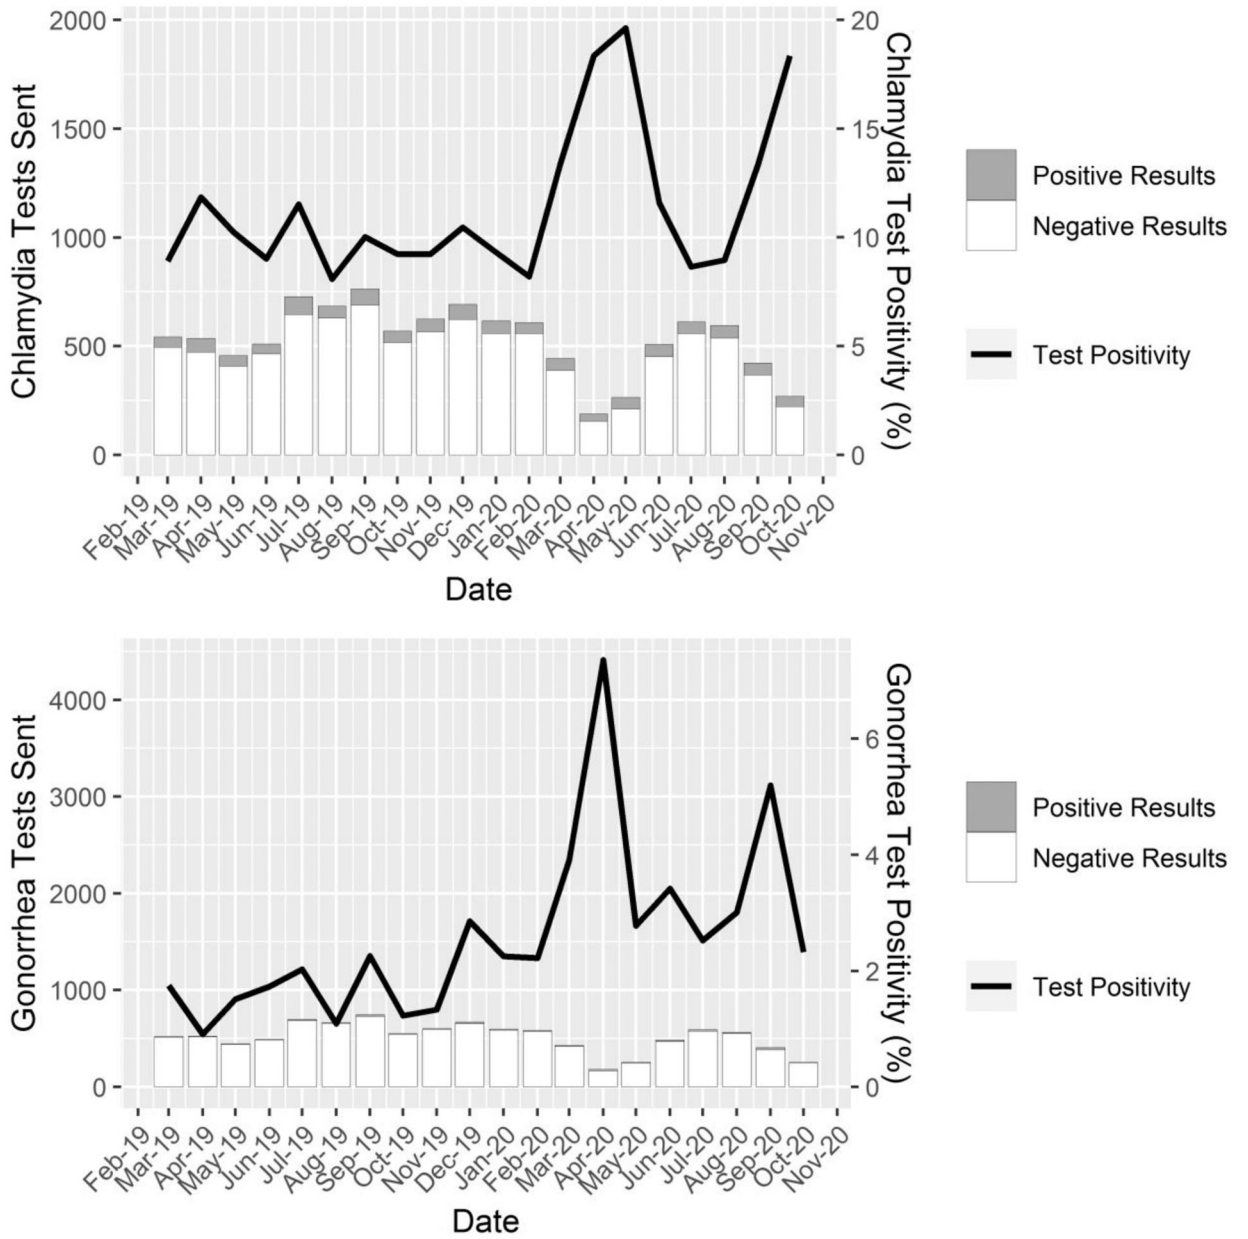 Chlamydia Tests Sent
2000
1500
1000
500
0
20
15
10
5
0
Chlamydia Test Positivity (%)
Feb-19
Mar-19
Apr-19
May-19
Jun-19
Jul-19
Aug-19
Sep-19
Oct-19
Nov-19
Dec-19
Jan-20
Feb-20
Mar-20
Apr-20
May-20
Jun-20
Jul-20
Aug-20
Sep-20
Oct-20
Nov-20
Date
Positive Results
Negative Results
Test Positivity
Gonorrhea Tests Sent
4000
3000
2000
1000
0
6
4
2
0
Gonorrhea Test Positivity (%)
Feb-19
Mar-19
Apr-19
May-19
Jun-19
Jul-19
Aug-19
Sep-19
Oct-19
Nov-19
Dec-19
Jan-20
Feb-20
Mar-20
Apr-20
May-20
Jun-20
Jul-20
Aug-20
Sep-20
Oct-20
Nov-20
Date
Positive Results
Negative Results
Test Positivity